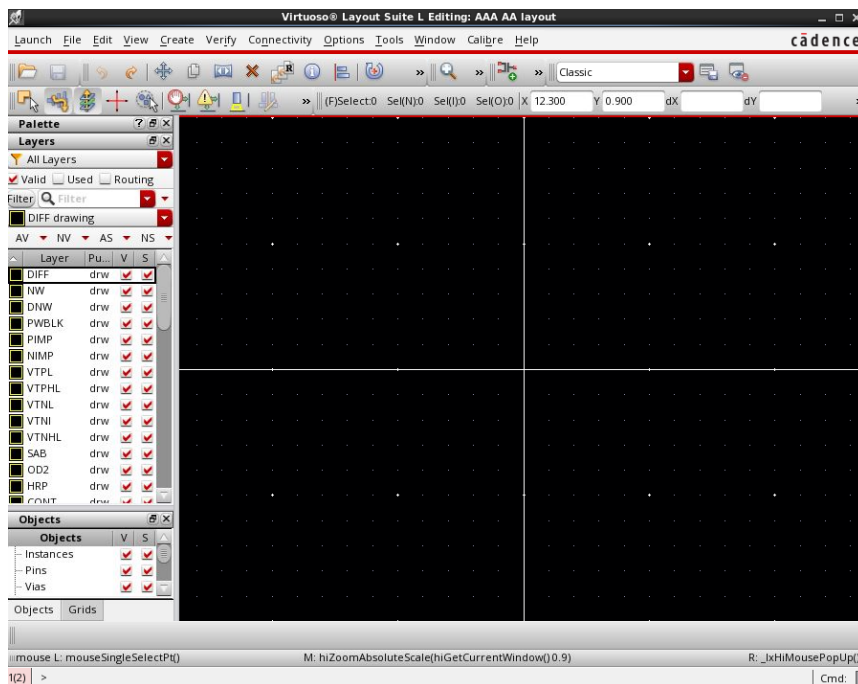 Virtuoso® Layout Suite L Editing: AAA AA layout
Launch File Edit View Create Verify Connectivity Options Tools Window Calibre Help cādence
R » » » Classic
» (F)Select:0 Sel(N):0 Sel(I):0 Sel(O):0 X 12.300 Y 0.900 dX dY
Palette ?
Layers
All Layers
Valid Used Routing
Filter Filter
DIFF drawing
AV NV AS NS
Layer Pu... V S
DIFF drw
NW drw
DNW drw
PWBLK drw
PIMP drw
NIMP drw
VTPL drw
VTPHL drw
VTNL drw
VTNI drw
VTNHL drw
SAB drw
OD2 drw
HRP drw
CONT drw
Objects
Objects V S
Instances
Pins
Vias
Objects Grids
mouse L: mouseSingleSelectPt() M: hiZoomAbsoluteScale(hiGetCurrentWindow() 0.9) R: _lxHiMousePopUp()
1(2) > Cmd: